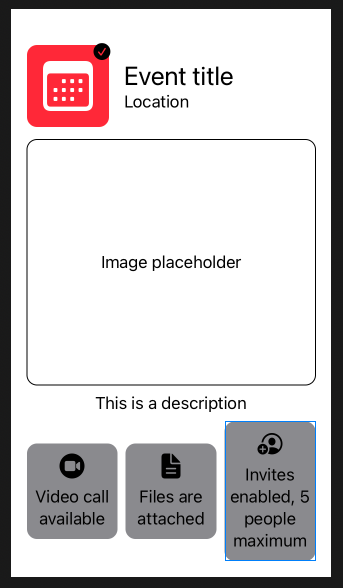 Event title
Location
Image placeholder
This is a description
Video call
available
Files are
attached
Invites
enabled, 5
people
maximum